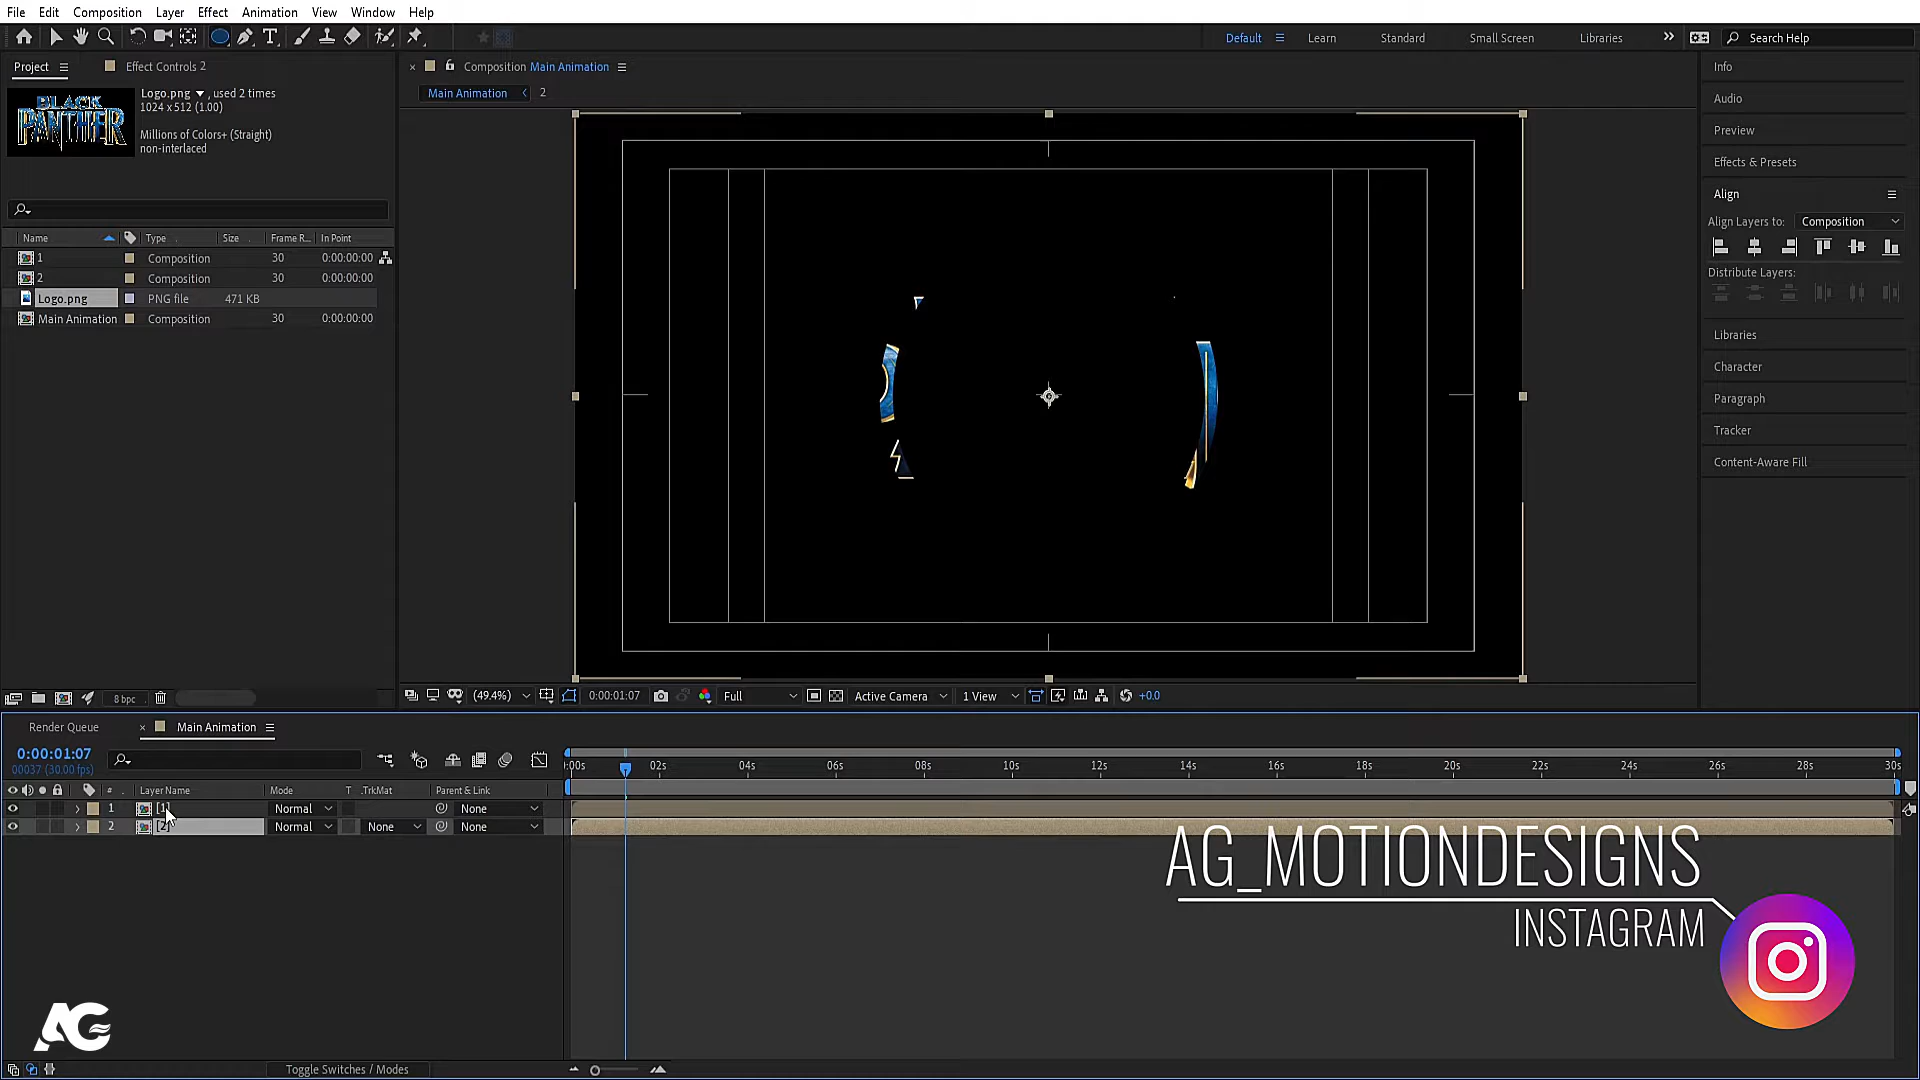 File Edit Composition Layer Effect Animation View Window Help
Default Learn Standard Small Screen Libraries Search Help
Project Effect Controls 2
Composition Main Animation
Info
BLACK PANTHER
Logo.png , used 2 times
1024 x 512 (1.00)
Millions of Colors+ (Straight)
non-interlaced
Main Animation 2
Audio
Preview
Effects & Presets
Align
Align Layers to: Composition
Distribute Layers:
Libraries
Character
Paragraph
Tracker
Content-Aware Fill
Name Type Size Frame R... In Point
1 Composition 30 0:00:00:00
2 Composition 30 0:00:00:00
Logo.png PNG file 471 KB
Main Animation Composition 30 0:00:00:00
8 bpc
(49.4%) 0:00:01:07 Full Active Camera 1 View +0.0
Render Queue Main Animation
0:00:01:07
00037 (30.00 fps)
:00s 02s 04s 06s 08s 10s 12s 14s 16s 18s 20s 22s 24s 26s 28s 30s
# Layer Name Mode T .TrkMat Parent & Link
1 [1] Normal None
2 [2] Normal None None
AG_MOTIONDESIGNS
INSTAGRAM
AG
Toggle Switches / Modes